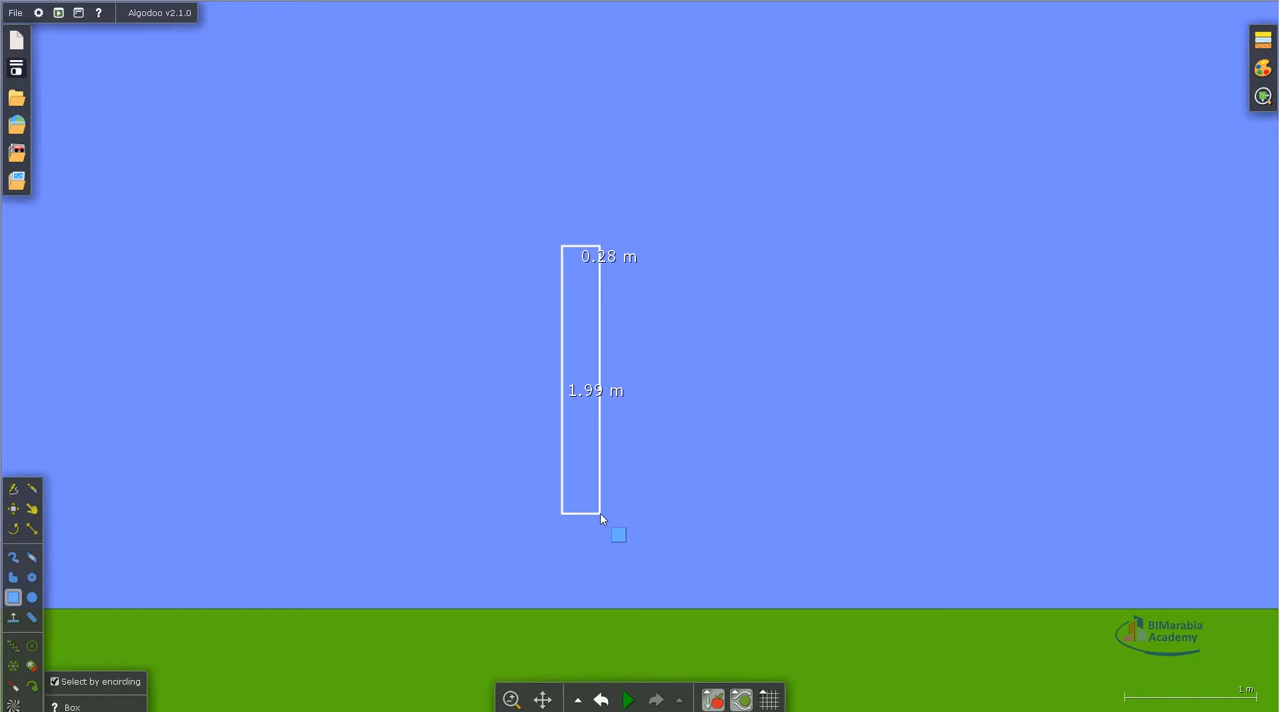 File ? Algodoo v2.1.0
0.28 m
1.99 m
BIMarabia
Academy
Select by encircling
1 m
? Box